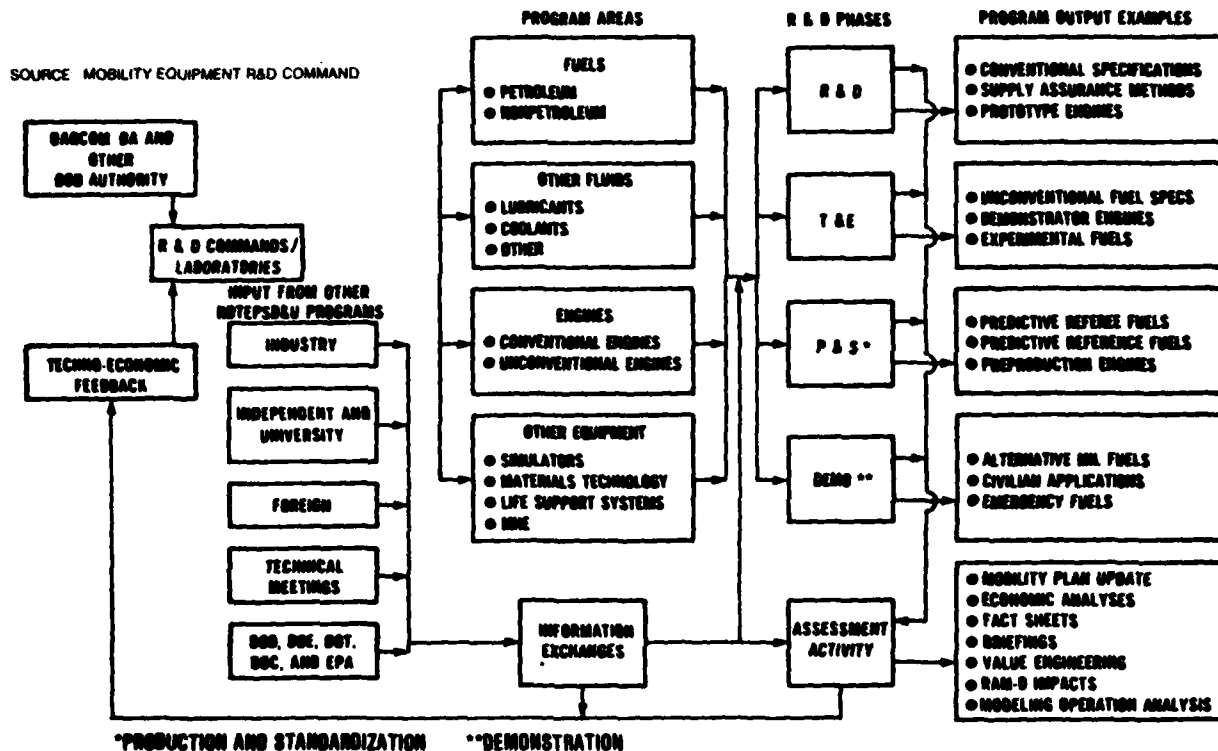 PROGRAM AREAS
R & D PHASES
PROGRAM OUTPUT EXAMPLES
SOURCE MOBILITY EQUIPMENT R&D COMMAND
DARCOM DA AND
OTHER
DOD AUTHORITY
R & D COMMANDS/
LABORATORIES
TECHNO-ECONOMIC
FEEDBACK
INPUT FROM OTHER
RDTEPSD&U PROGRAMS
INDUSTRY
INDEPENDENT AND
UNIVERSITY
FOREIGN
TECHNICAL
MEETINGS
DOD, DOE, DOT,
DOC, AND EPA
FUELS
● PETROLEUM
● NONPETROLEUM
OTHER FLUIDS
● LUBRICANTS
● COOLANTS
● OTHER
ENGINES
● CONVENTIONAL ENGINES
● UNCONVENTIONAL ENGINES
OTHER EQUIPMENT
● SIMULATORS
● MATERIALS TECHNOLOGY
● LIFE SUPPORT SYSTEMS
● MHE
INFORMATION
EXCHANGES
R & D
T & E
P & S*
DEMO **
ASSESSMENT
ACTIVITY
● CONVENTIONAL SPECIFICATIONS
● SUPPLY ASSURANCE METHODS
● PROTOTYPE ENGINES
● UNCONVENTIONAL FUEL SPECS
● DEMONSTRATOR ENGINES
● EXPERIMENTAL FUELS
● PREDICTIVE REFEREE FUELS
● PREDICTIVE REFERENCE FUELS
● PREPRODUCTION ENGINES
● ALTERNATIVE MIL FUELS
● CIVILIAN APPLICATIONS
● EMERGENCY FUELS
● MOBILITY PLAN UPDATE
● ECONOMIC ANALYSES
● FACT SHEETS
● BRIEFINGS
● VALUE ENGINEERING
● RAM-D IMPACTS
● MODELING OPERATION ANALYSIS
*PRODUCTION AND STANDARDIZATION
**DEMONSTRATION